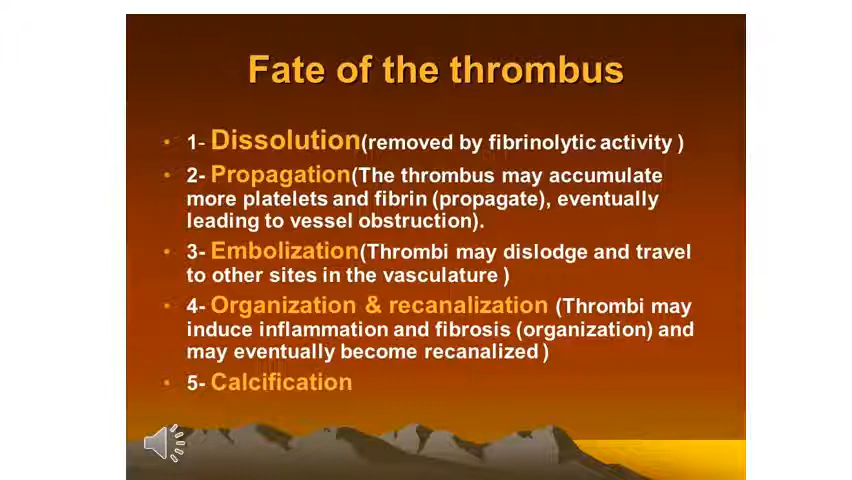 Fate of the thrombus
• 1- Dissolution(removed by fibrinolytic activity )
• 2- Propagation(The thrombus may accumulate
more platelets and fibrin (propagate), eventually
leading to vessel obstruction).
• 3- Embolization(Thrombi may dislodge and travel
to other sites in the vasculature )
• 4- Organization & recanalization (Thrombi may
induce inflammation and fibrosis (organization) and
may eventually become recanalized )
• 5- Calcification